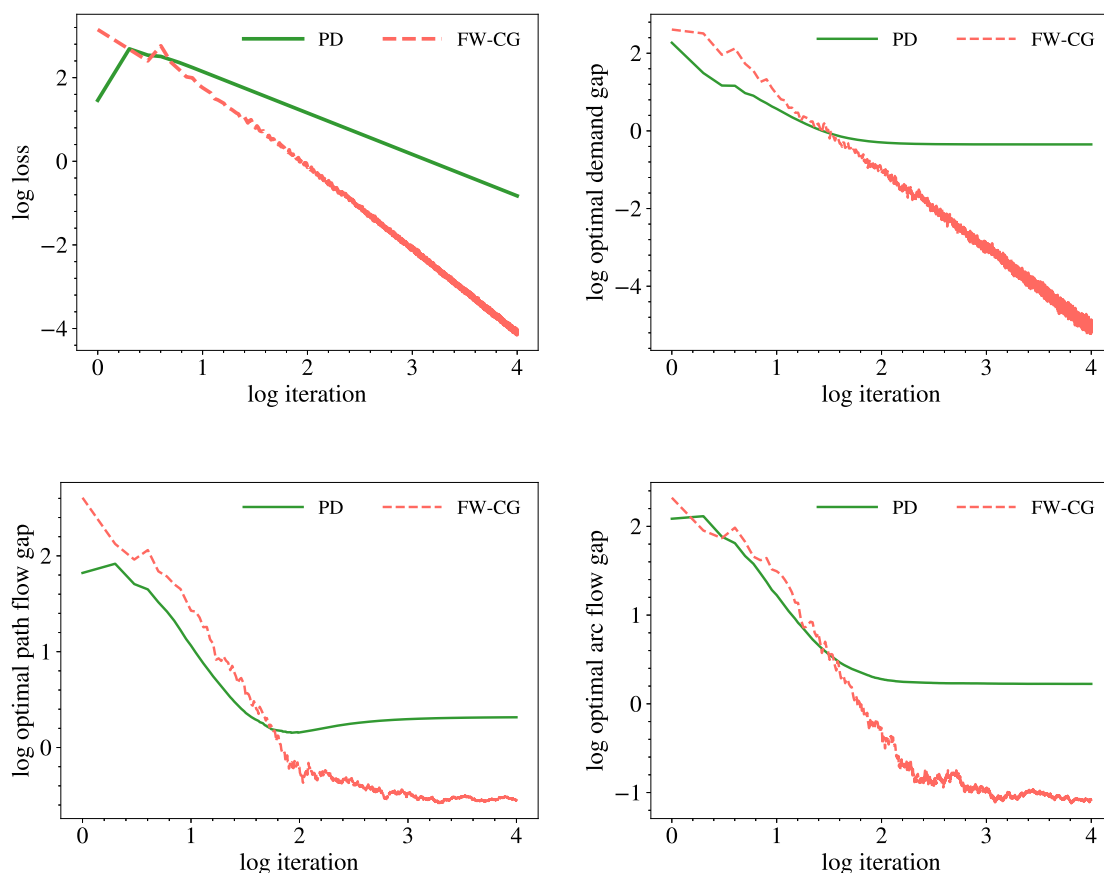 PD FW-CG
log loss
2
0
−2
−4
0 1 2 3 4
log iteration
PD FW-CG
log optimal demand gap
2
0
−2
−4
0 1 2 3 4
log iteration
PD FW-CG
log optimal path flow gap
2
1
0
0 1 2 3 4
log iteration
PD FW-CG
log optimal arc flow gap
2
1
0
−1
0 1 2 3 4
log iteration